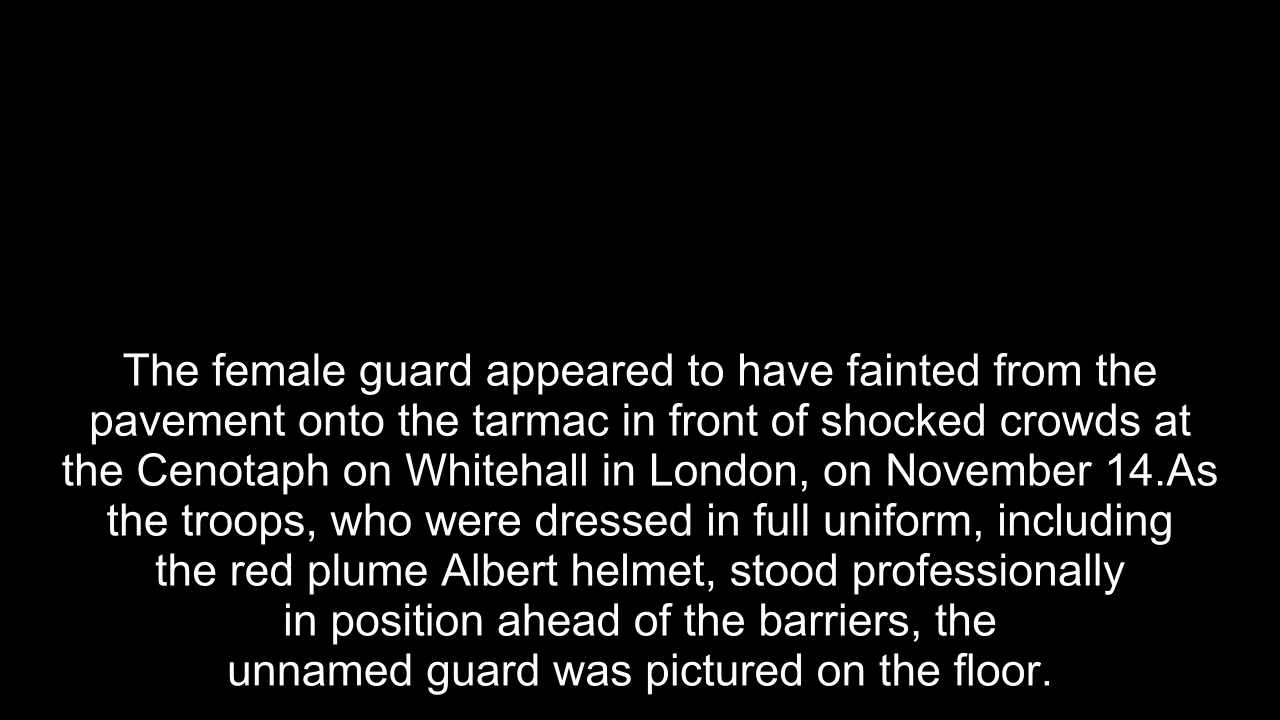 The female guard appeared to have fainted from the
pavement onto the tarmac in front of shocked crowds at
the Cenotaph on Whitehall in London, on November 14.As
the troops, who were dressed in full uniform, including
the red plume Albert helmet, stood professionally
in position ahead of the barriers, the
unnamed guard was pictured on the floor.